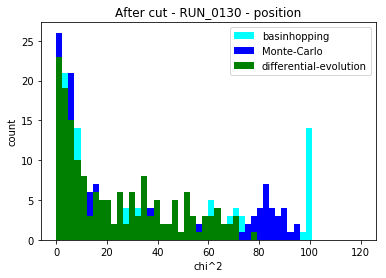 After cut - RUN_0130 - position
basinhopping
Monte-Carlo
differential-evolution
count
25
20
15
10
5
0
0 20 40 60 80 100 120
chi^2